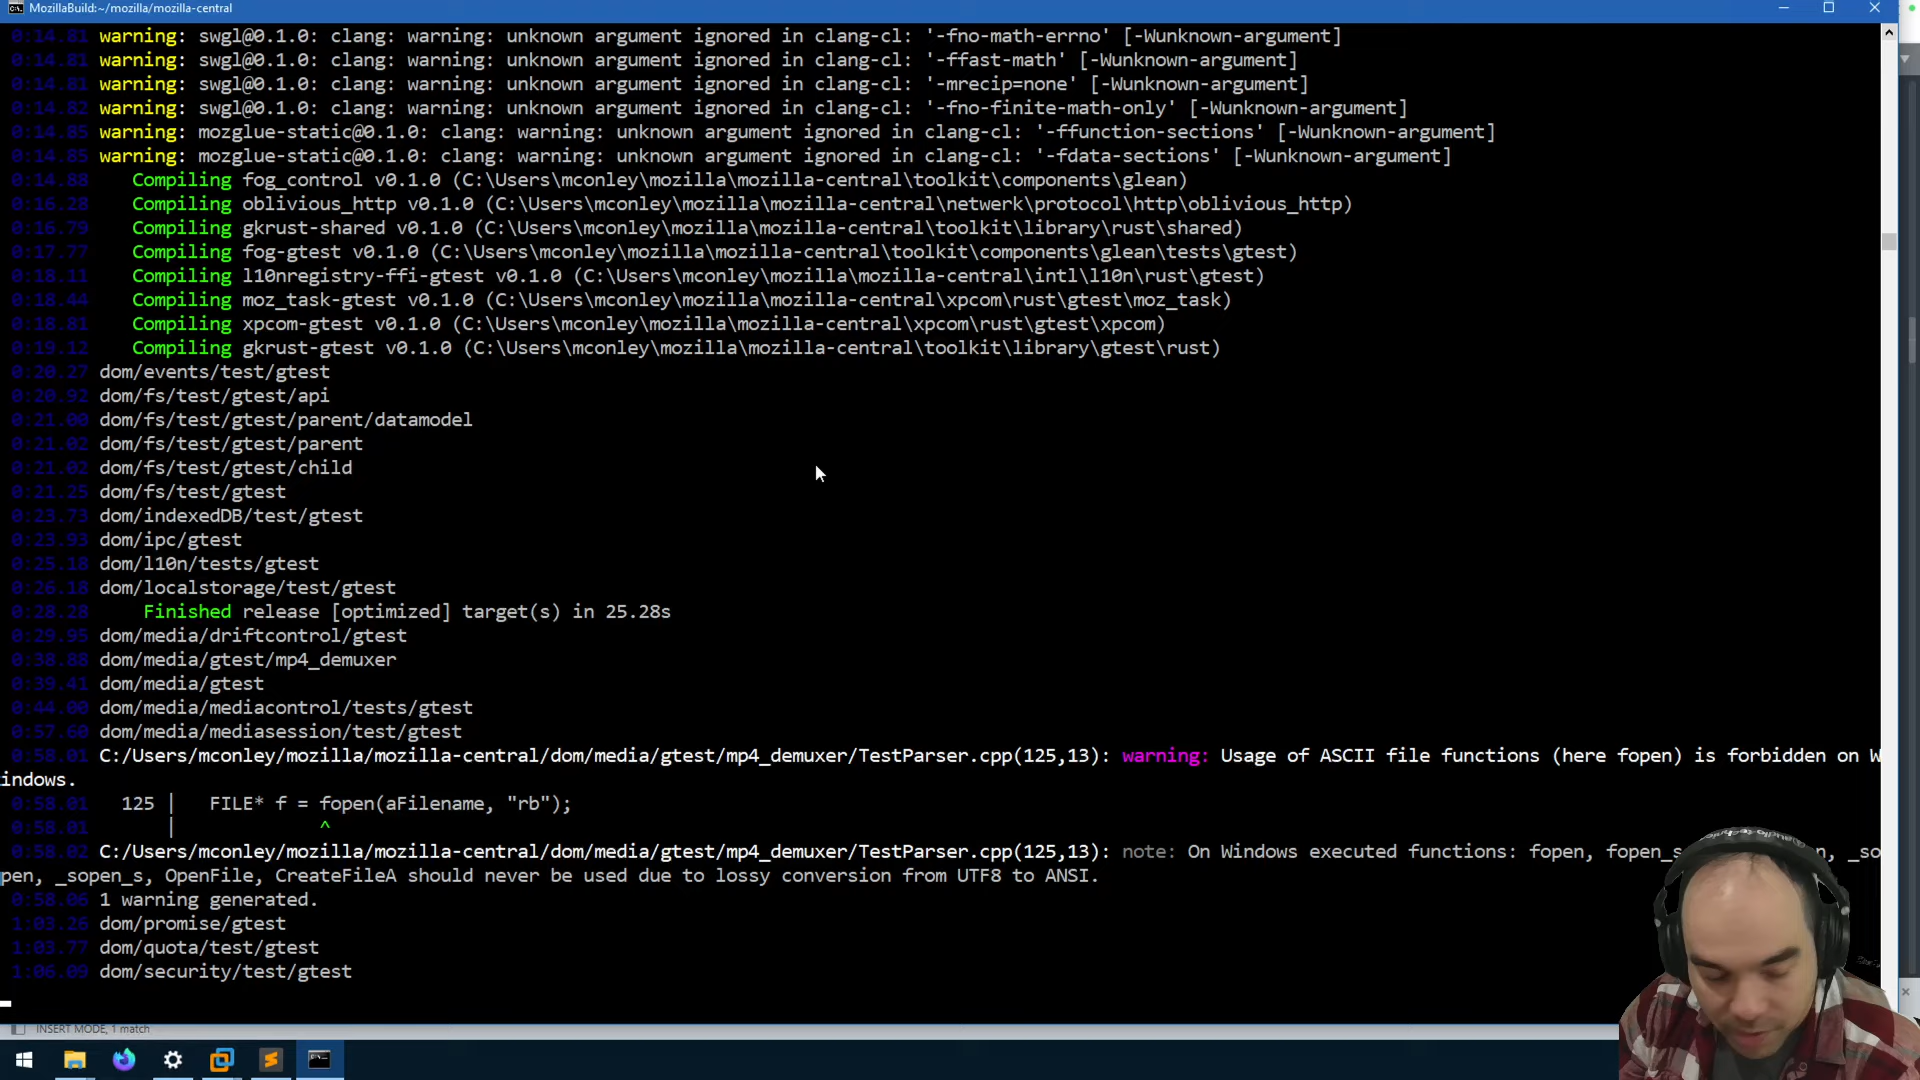 MozillaBuild:~/mozilla/mozilla-central
0:14.81 warning: swgl@0.1.0: clang: warning: unknown argument ignored in clang-cl: '-fno-math-errno' [-Wunknown-argument]
0:14.81 warning: swgl@0.1.0: clang: warning: unknown argument ignored in clang-cl: '-ffast-math' [-Wunknown-argument]
0:14.81 warning: swgl@0.1.0: clang: warning: unknown argument ignored in clang-cl: '-mrecip=none' [-Wunknown-argument]
0:14.82 warning: swgl@0.1.0: clang: warning: unknown argument ignored in clang-cl: '-fno-finite-math-only' [-Wunknown-argument]
0:14.85 warning: mozglue-static@0.1.0: clang: warning: unknown argument ignored in clang-cl: '-ffunction-sections' [-Wunknown-argument]
0:14.85 warning: mozglue-static@0.1.0: clang: warning: unknown argument ignored in clang-cl: '-fdata-sections' [-Wunknown-argument]
0:14.88 Compiling fog_control v0.1.0 (C:\Users\mconley\mozilla\mozilla-central\toolkit\components\glean)
0:16.28 Compiling oblivious_http v0.1.0 (C:\Users\mconley\mozilla\mozilla-central\netwerk\protocol\http\oblivious_http)
0:16.79 Compiling gkrust-shared v0.1.0 (C:\Users\mconley\mozilla\mozilla-central\toolkit\library\rust\shared)
0:17.77 Compiling fog-gtest v0.1.0 (C:\Users\mconley\mozilla\mozilla-central\toolkit\components\glean\tests\gtest)
0:18.11 Compiling l10nregistry-ffi-gtest v0.1.0 (C:\Users\mconley\mozilla\mozilla-central\intl\l10n\rust\gtest)
0:18.44 Compiling moz_task-gtest v0.1.0 (C:\Users\mconley\mozilla\mozilla-central\xpcom\rust\gtest\moz_task)
0:18.81 Compiling xpcom-gtest v0.1.0 (C:\Users\mconley\mozilla\mozilla-central\xpcom\rust\gtest\xpcom)
0:19.12 Compiling gkrust-gtest v0.1.0 (C:\Users\mconley\mozilla\mozilla-central\toolkit\library\gtest\rust)
0:20.27 dom/events/test/gtest
0:20.92 dom/fs/test/gtest/api
0:21.00 dom/fs/test/gtest/parent/datamodel
0:21.02 dom/fs/test/gtest/parent
0:21.02 dom/fs/test/gtest/child
0:21.25 dom/fs/test/gtest
0:23.73 dom/indexedDB/test/gtest
0:23.93 dom/ipc/gtest
0:25.18 dom/l10n/tests/gtest
0:26.18 dom/localstorage/test/gtest
0:28.28 Finished release [optimized] target(s) in 25.28s
0:29.95 dom/media/driftcontrol/gtest
0:38.88 dom/media/gtest/mp4_demuxer
0:39.41 dom/media/gtest
0:44.00 dom/media/mediacontrol/tests/gtest
0:57.60 dom/media/mediasession/test/gtest
0:58.01 C:/Users/mconley/mozilla/mozilla-central/dom/media/gtest/mp4_demuxer/TestParser.cpp(125,13): warning: Usage of ASCII file functions (here fopen) is forbidden on W
indows.
0:58.01 125 | FILE* f = fopen(aFilename, "rb");
0:58.01 | ^
0:58.02 C:/Users/mconley/mozilla/mozilla-central/dom/media/gtest/mp4_demuxer/TestParser.cpp(125,13): note: On Windows executed functions: fopen, fopen_s n, _so
pen, _sopen_s, OpenFile, CreateFileA should never be used due to lossy conversion from UTF8 to ANSI.
0:58.06 1 warning generated.
1:03.26 dom/promise/gtest
1:03.77 dom/quota/test/gtest
1:06.09 dom/security/test/gtest
INSERT MODE, 1 match